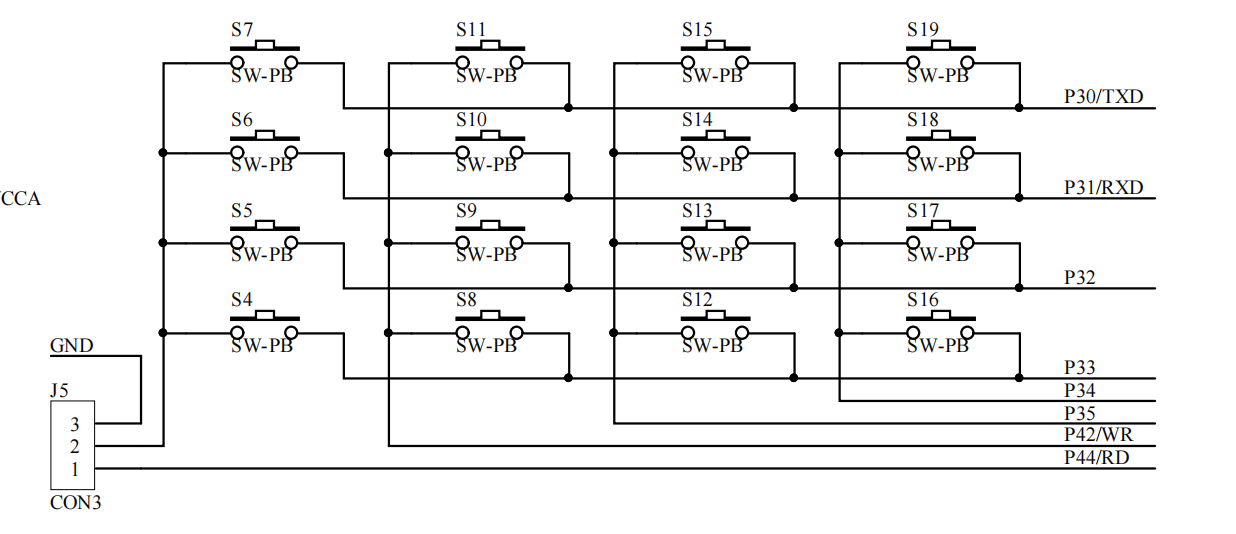 S7 S11 S15 S19
SW-PB SW-PB SW-PB SW-PB
P30/TXD
S6 S10 S14 S18
SW-PB SW-PB SW-PB SW-PB
P31/RXD
CCA
S5 S9 S13 S17
SW-PB SW-PB SW-PB SW-PB
P32
S4 S8 S12 S16
SW-PB SW-PB SW-PB SW-PB
GND
P33
J5
P34
P35
3
P42/WR
2
P44/RD
1
CON3